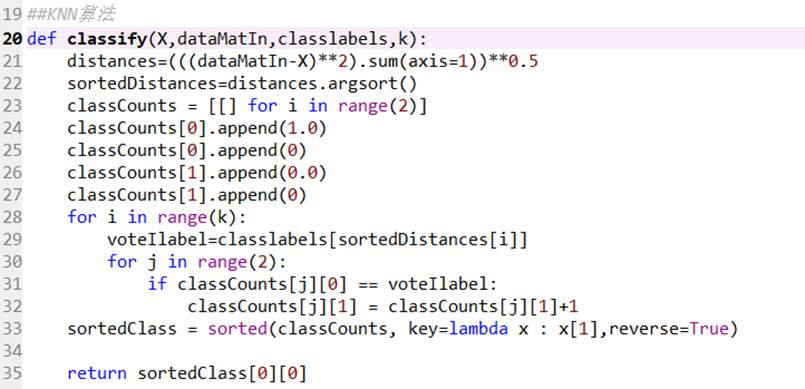 19 ##KNN算法
20 def classify(X,dataMatIn,classlabels,k):
21     distances=(((dataMatIn-X)**2).sum(axis=1))**0.5
22     sortedDistances=distances.argsort()
23     classCounts = [[] for i in range(2)]
24     classCounts[0].append(1.0)
25     classCounts[0].append(0)
26     classCounts[1].append(0.0)
27     classCounts[1].append(0)
28     for i in range(k):
29         voteIlabel=classlabels[sortedDistances[i]]
30         for j in range(2):
31             if classCounts[j][0] == voteIlabel:
32                 classCounts[j][1] = classCounts[j][1]+1
33     sortedClass = sorted(classCounts, key=lambda x : x[1],reverse=True)
34
35     return sortedClass[0][0]